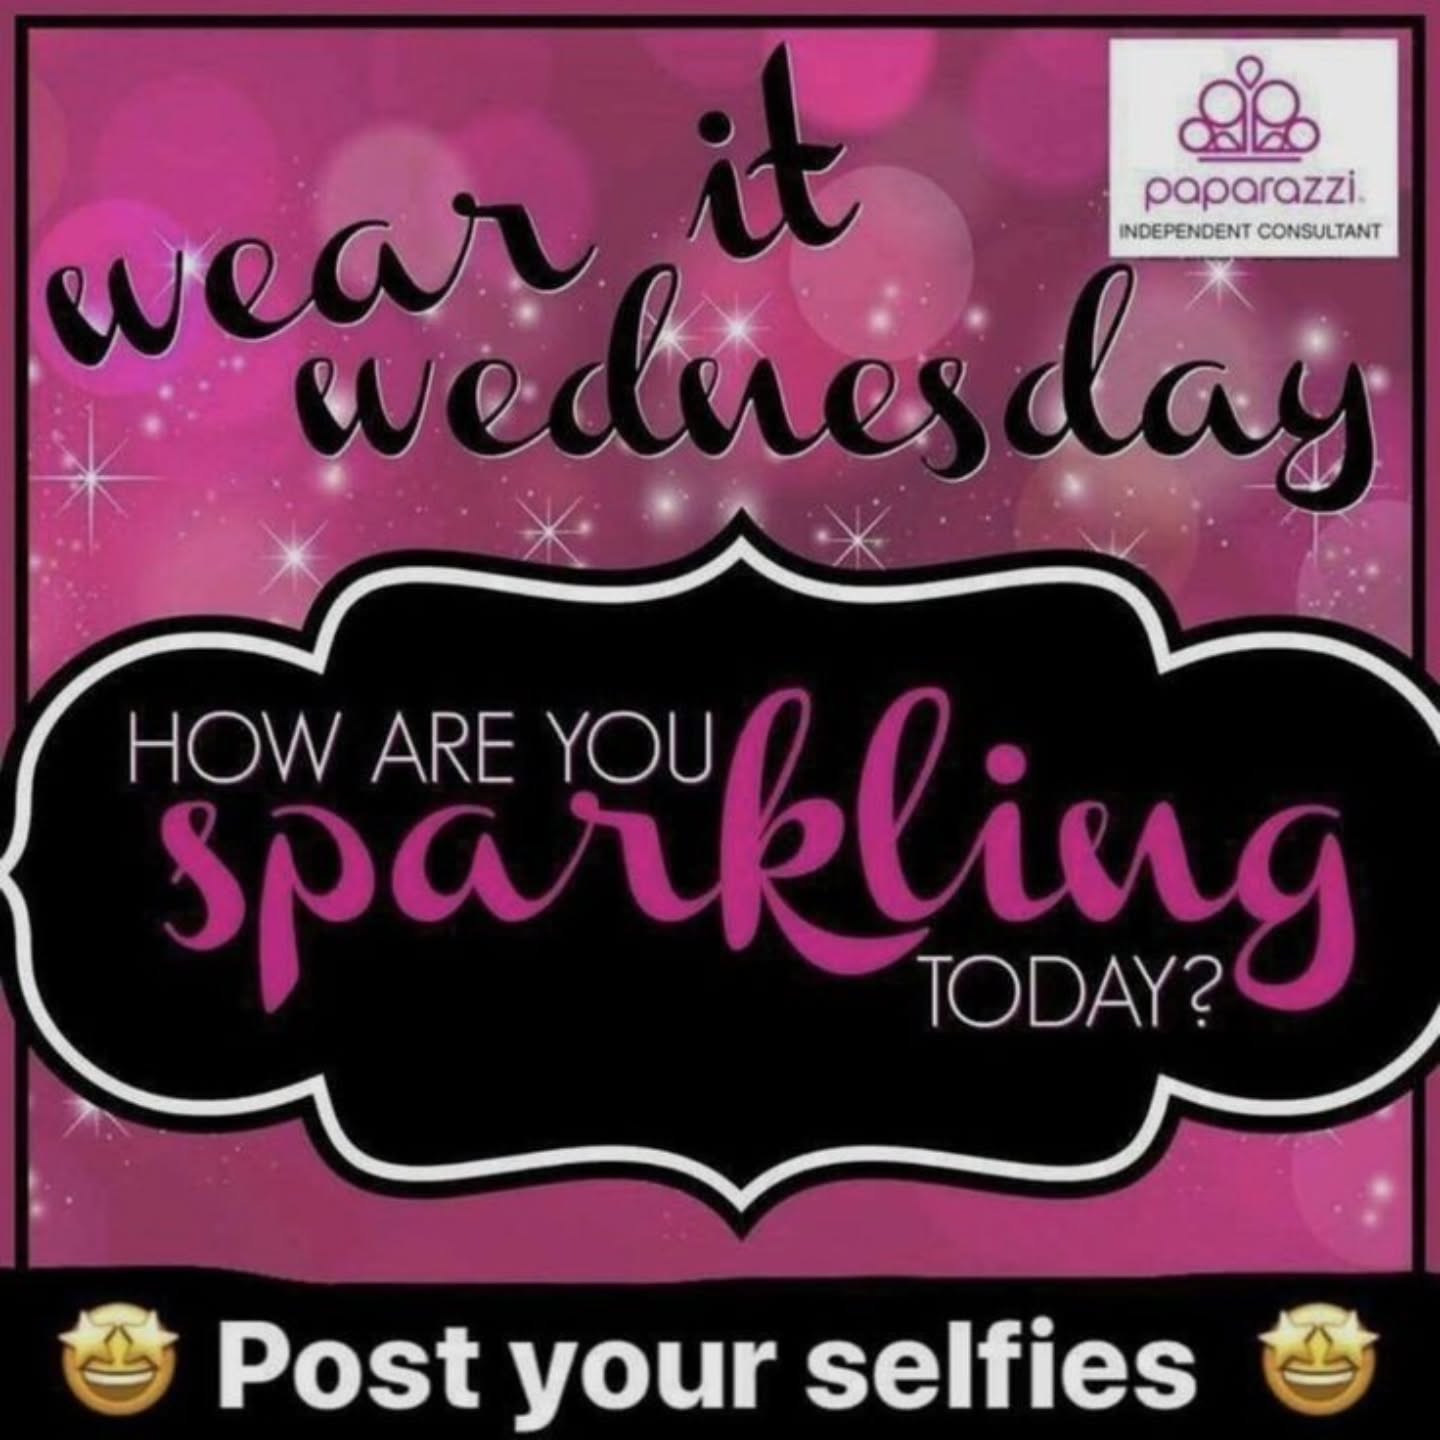 wear it
wednesday
paparazzi
INDEPENDENT CONSULTANT
HOW ARE YOU
sparkling
TODAY?
Post your selfies